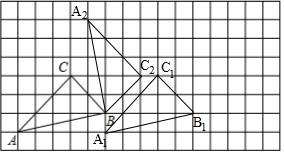 A₂
C C₂ C₁
B B₁
A A₁